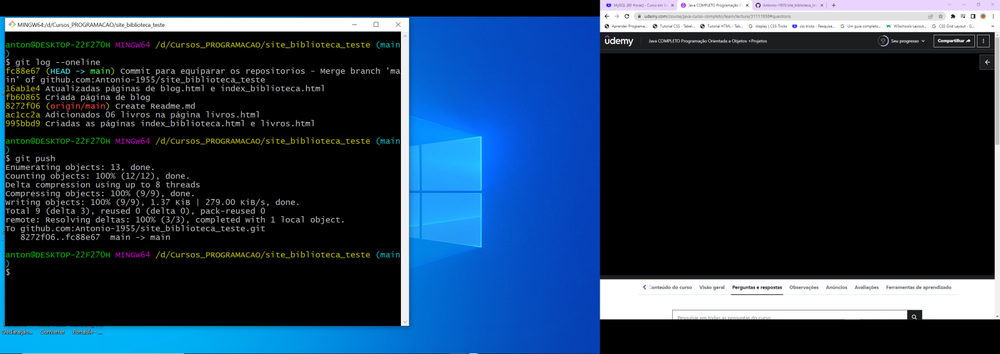 MINGW64:/d/Cursos_PROGRAMACAO/site_biblioteca_teste
anton@DESKTOP-22F270H MINGW64 /d/Cursos_PROGRAMACAO/site_biblioteca_teste (main
)
$ git log --oneline
fc88e67 (HEAD -> main) Commit para equiparar os repositorios - Merge branch 'ma
in' of github.com:Antonio-1955/site_biblioteca_teste
16ab1e4 Atualizadas páginas de blog.html e index_biblioteca.html
fb60865 Criada página de blog
8272f06 (origin/main) Create Readme.md
ac1cc2a Adicionados 06 livros na página livros.html
995bbd9 Criadas as páginas index_biblioteca.html e livros.html
anton@DESKTOP-22F270H MINGW64 /d/Cursos_PROGRAMACAO/site_biblioteca_teste (main
)
$ git push
Enumerating objects: 13, done.
Counting objects: 100% (12/12), done.
Delta compression using up to 8 threads
Compressing objects: 100% (9/9), done.
Writing objects: 100% (9/9), 1.37 KiB | 279.00 KiB/s, done.
Total 9 (delta 3), reused 0 (delta 0), pack-reused 0
remote: Resolving deltas: 100% (3/3), completed with 1 local object.
To github.com:Antonio-1955/site_biblioteca_teste.git
8272f06..fc88e67 main -> main
anton@DESKTOP-22F270H MINGW64 /d/Cursos_PROGRAMACAO/site_biblioteca_teste (main
)
$
Declaração... Converter Portable - ...
MySQL [40 Horas] - Curso em Ví Java COMPLETO Programação O Antonio-1955/site_biblioteca_tes
udemy.com/course/java-curso-completo/learn/lecture/31111938#questions
Aprender Programa... Tutorial CSS - Tabel... Tutorial HTML - Tab... display | CSS-Tricks css tricks - Pesquisa... Um guia completo... W3schools Layout... CSS Grid Layout - G... »
udemy Java COMPLETO Programação Orientada a Objetos +Projetos Seu progresso Compartilhar
Conteúdo do curso Visão geral Perguntas e respostas Observações Anúncios Avaliações Ferramentas de aprendizado
Pesquisar em todas as perguntas do curso